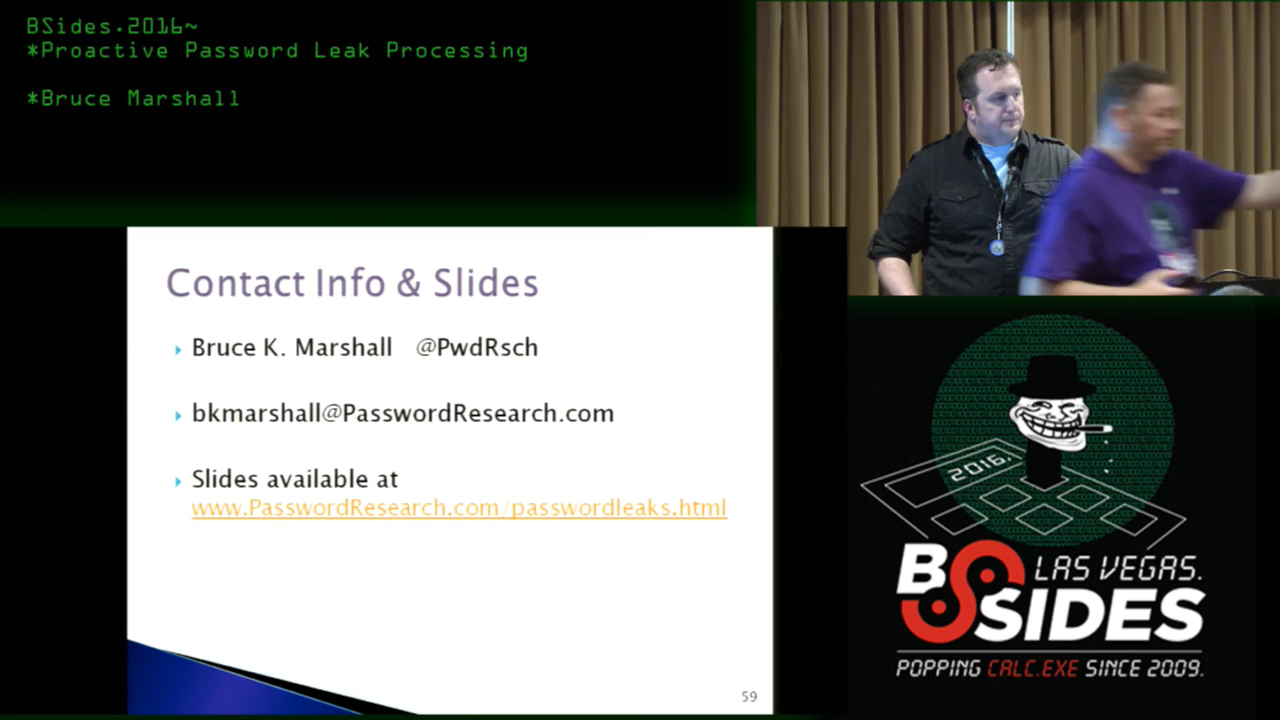 BSides.2016~
*Proactive Password Leak Processing
*Bruce Marshall
Contact Info & Slides
Bruce K. Marshall @PwdRsch
bkmarshall@PasswordResearch.com
Slides available at
www.PasswordResearch.com/passwordleaks.html
59
2016.
BSIDES
LAS VEGAS.
POPPING CALC.EXE SINCE 2009.